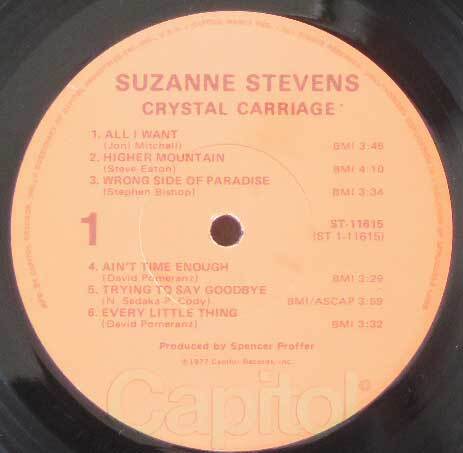 SUZANNE STEVENS
CRYSTAL CARRIAGE
1. ALL I WANT
(Joni Mitchell) BMI 3:48
2. HIGHER MOUNTAIN
(Steve Eaton) BMI 4:10
3. WRONG SIDE OF PARADISE
(Stephen Bishop) BMI 3:34
1
ST-11615
(ST 1-11615)
4. AIN'T TIME ENOUGH
(David Pomeranz) BMI 3:29
5. TRYING TO SAY GOODBYE
(N. Sedaka-P. Cody) BMI/ASCAP 3:59
6. EVERY LITTLE THING
(David Pomeranz) BMI 3:32
Produced by Spencer Proffer
℗1977 Capitol Records, Inc.
Capitol®